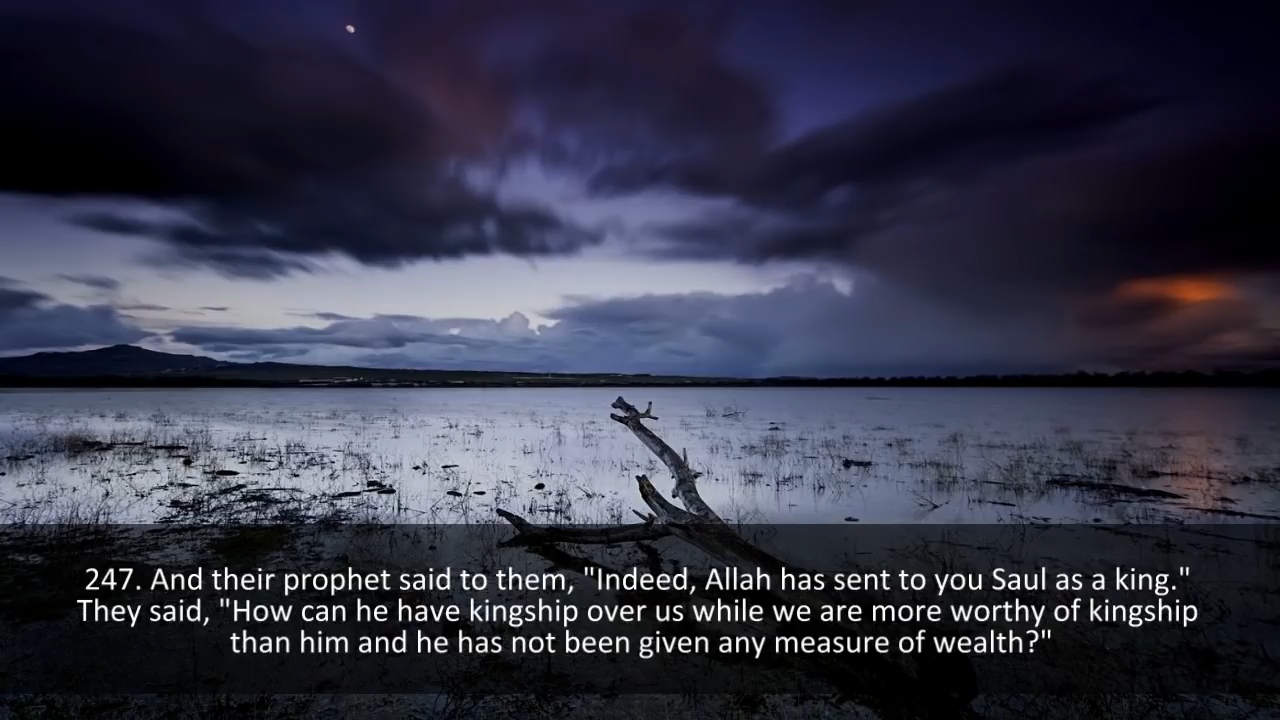 247. And their prophet said to them, "Indeed, Allah has sent to you Saul as a king."
They said, "How can he have kingship over us while we are more worthy of kingship
than him and he has not been given any measure of wealth?"